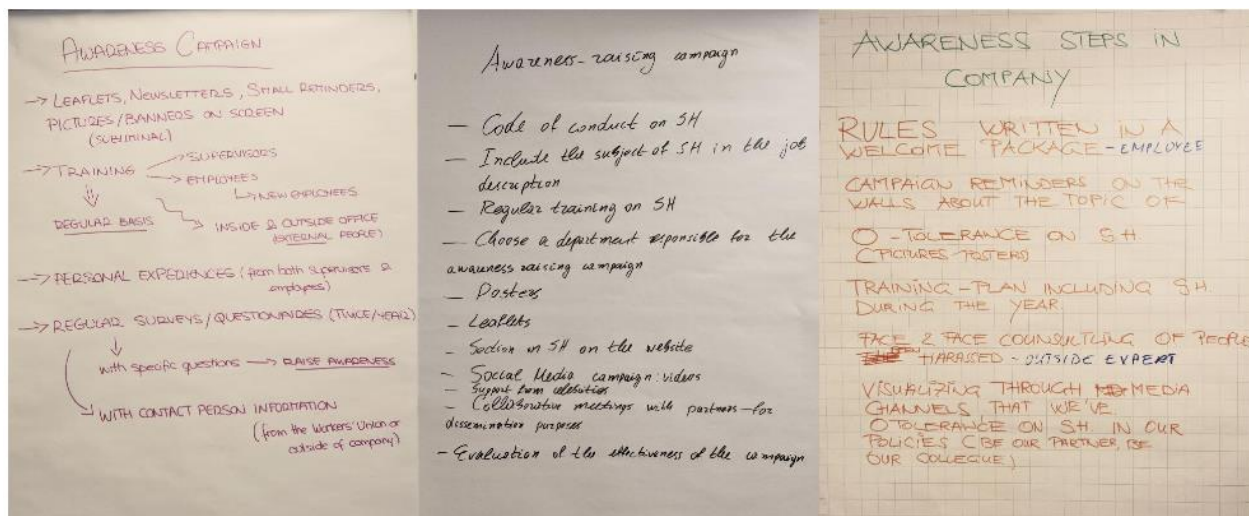 AWARENESS CAMPAIGN
→ LEAFLETS, NEWSLETTERS, SMALL REMINDERS,
PICTURES/BANNERS ON SCREEN
(SUBLIMINAL)
→ TRAINING → SUPERVISORS
→ EMPLOYEES
→ NEW EMPLOYEES
REGULAR BASIS
INSIDE & OUTSIDE OFFICE
(EXTERNAL PEOPLE)
→ PERSONAL EXPERIENCES (from both supervisors &
employees)
→ REGULAR SURVEYS/QUESTIONAIRES (TWICE/YEAR)
with specific questions → RAISE AWARENESS
WITH CONTACT PERSON INFORMATION
(from the Workers' Union or
outside of company)
Awareness-raising campaign
— Code of conduct on SH
— Include the subject of SH in the job
description
— Regular training on SH
— Choose a department responsible for the
awareness raising campaign
— Posters
— Leaflets
— Section on SH on the website
— Social Media campaign: videos
— Support from celebrities
— Collaborative meetings with partners – for
dissemination purposes
— Evaluation of the effectiveness of the campaign
AWARENESS STEPS IN
COMPANY
RULES WRITTEN IN A
WELCOME PACKAGE – EMPLOYEE
CAMPAIGN REMINDERS ON THE
WALLS ABOUT THE TOPIC OF
0 - TOLERANCE ON SH.
(PICTURES-POSTERS)
TRAINING-PLAN INCLUDING SH.
DURING THE YEAR.
FACE 2 FACE COUNSULTING OF PEOPLE
HARASSED – OUTSIDE EXPERT
VISUALIZING THROUGH MEDIA
CHANNELS THAT WE'VE
0 TOLERANCE ON SH. IN OUR
POLICIES (BE OUR PARTNER, BE
OUR COLLEGUE)